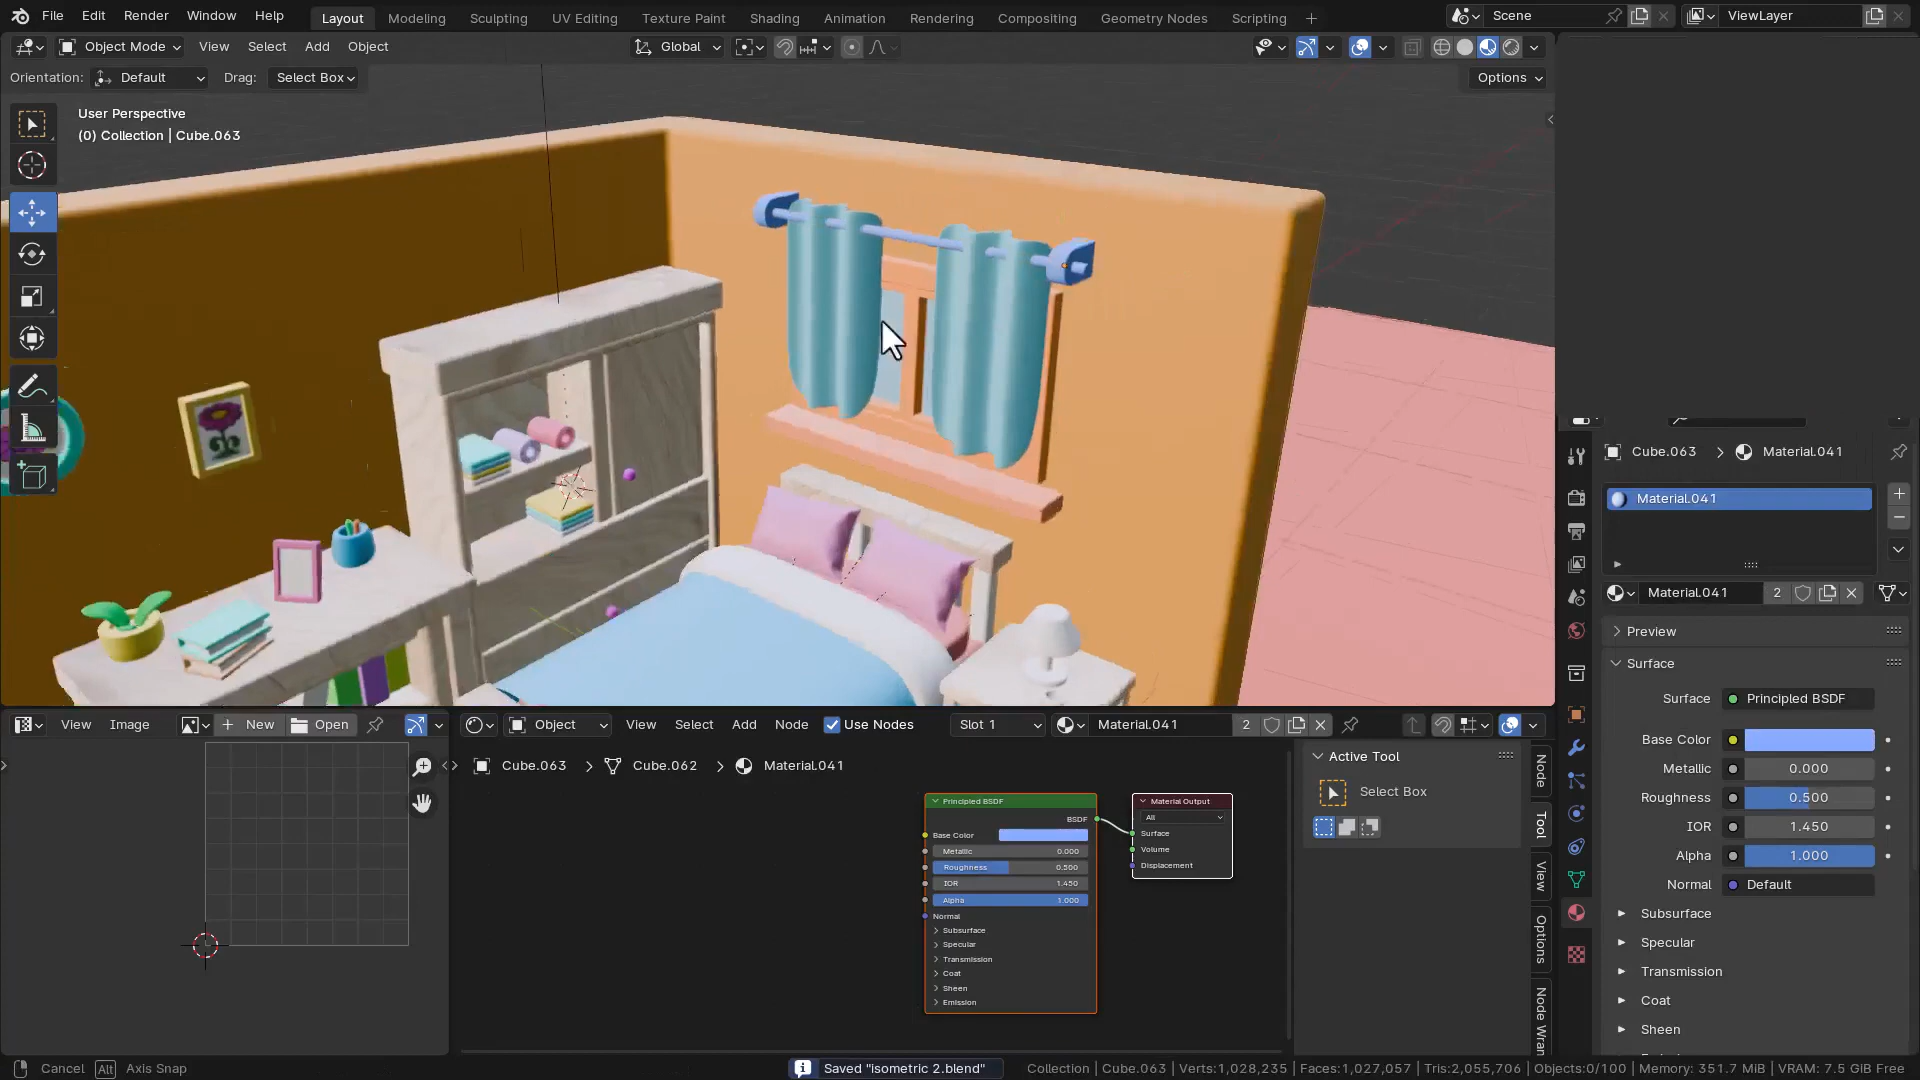 File Edit Render Window Help Layout Modeling Sculpting UV Editing Texture Paint Shading Animation Rendering Compositing Geometry Nodes Scripting + Scene ViewLayer
Object Mode View Select Add Object Global
Orientation: Default Drag: Select Box Options
User Perspective
(0) Collection | Cube.063
Cube.063 > Material.041
Material.041
Material.041 2
Preview
Surface
Surface Principled BSDF
Base Color
Metallic 0.000
Roughness 0.500
IOR 1.450
Alpha 1.000
Normal Default
Subsurface
Specular
Transmission
Coat
Sheen
View Image + New Open
Object View Select Add Node Use Nodes Slot 1 Material.041 2
Cube.063 > Cube.062 > Material.041
Principled BSDF
BSDF
Base Color
Metallic 0.000
Roughness 0.500
IOR 1.450
Alpha 1.000
Normal
Subsurface
Specular
Transmission
Coat
Sheen
Emission
Material Output
All
Surface
Volume
Displacement
Active Tool
Select Box
Node
Tool
View
Options
Node Wran
Cancel Alt Axis Snap
Saved "isometric 2.blend"
Collection | Cube.063 | Verts:1,028,235 | Faces:1,027,057 | Tris:2,055,706 | Objects:0/100 | Memory: 351.7 MiB | VRAM: 7.5 GiB Free